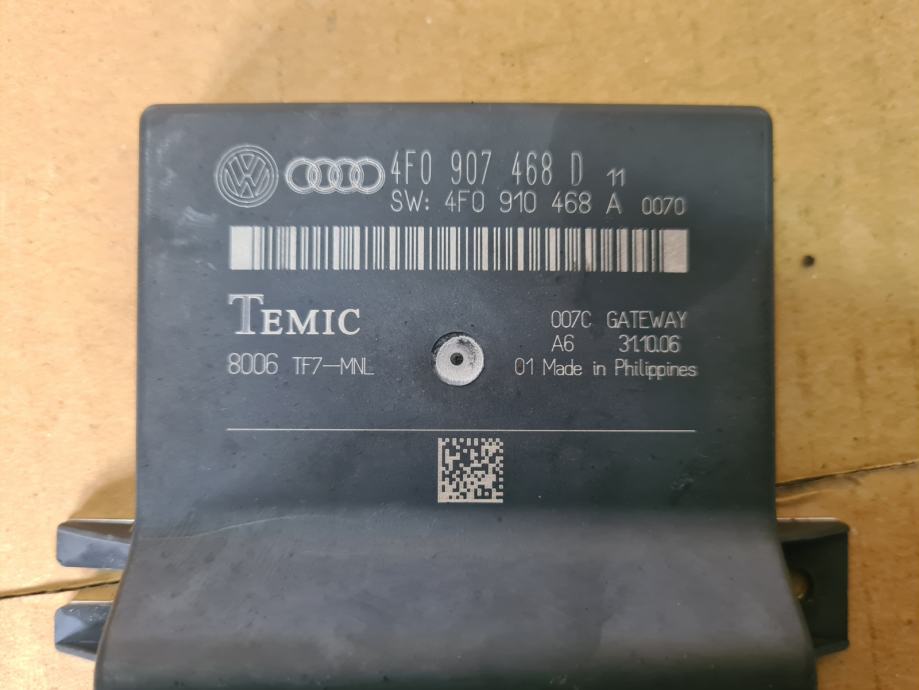 4F0 907 468 D 11
SW: 4F0 910 468 A 0070
TEMIC
007C GATEWAY
A6 31.10.06
8006 TF7-MNL
01 Made in Philippines